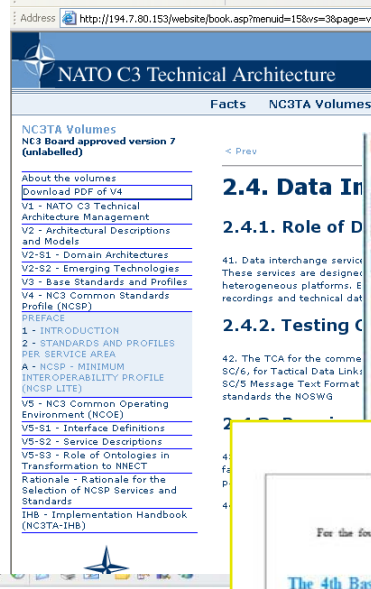 Address http://194.7.80.153/website/book.asp?menuid=15&vs=3&page=v
NATO C3 Technical Architecture
Facts NC3TA Volumes
NC3TA Volumes
NC3 Board approved version 7
(unlabelled)
About the volumes
Download PDF of V4
V1 - NATO C3 Technical
Architecture Management
V2 - Architectural Descriptions
and Models
V2-S1 - Domain Architectures
V2-S2 - Emerging Technologies
V3 - Base Standards and Profiles
V4 - NC3 Common Standards
Profile (NCSP)
PREFACE
1 - INTRODUCTION
2 - STANDARDS AND PROFILES
PER SERVICE AREA
A - NCSP - MINIMUM
INTEROPERABILITY PROFILE
(NCSP LITE)
V5 - NC3 Common Operating
Environment (NCOE)
V5-S1 - Interface Definitions
V5-S2 - Service Descriptions
V5-S3 - Role of Ontologies in
Transformation to NNECT
Rationale - Rationale for the
Selection of NCSP Services and
Standards
IHB - Implementation Handbook
(NC3TA-IHB)
< Prev
2.4. Data In
2.4.1. Role of D
41. Data interchange service
These services are designed
heterogeneous platforms. E
recordings and technical dat
2.4.2. Testing
42. The TCA for the comme
SC/6, for Tactical Data Links
SC/5 Message Text Format
standards the NOSWG
For the fou
The 4th Bas